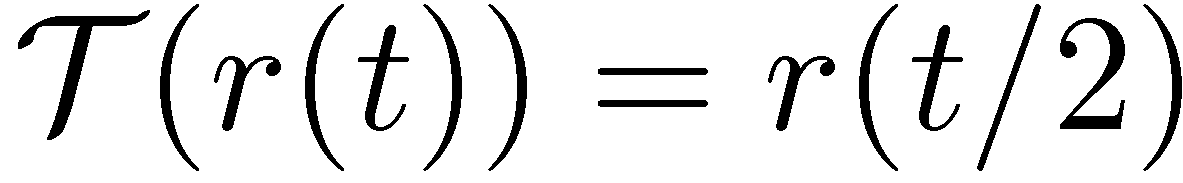 𝒯(r(t)) = r(t/2)